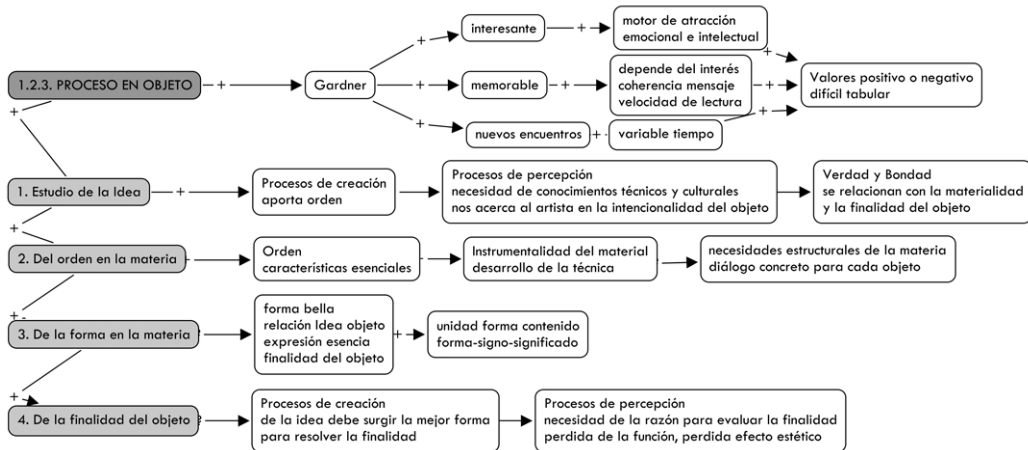 interesante
motor de atracción
emocional e intelectual
1.2.3. PROCESO EN OBJETO
Gardner
memorable
depende del interés
coherencia mensaje
velocidad de lectura
Valores positivo o negativo
difícil tabular
nuevos encuentros
variable tiempo
1. Estudio de la Idea
Procesos de creación
aporta orden
Procesos de percepción
necesidad de conocimientos técnicos y culturales
nos acerca al artista en la intencionalidad del objeto
Verdad y Bondad
se relacionan con la materialidad
y la finalidad del objeto
2. Del orden en la materia
Orden
características esenciales
Instrumentalidad del material
desarrollo de la técnica
necesidades estructurales de la materia
diálogo concreto para cada objeto
3. De la forma en la materia
forma bella
relación Idea objeto
expresión esencia
finalidad del objeto
unidad forma contenido
forma-signo-significado
4. De la finalidad del objeto
Procesos de creación
de la idea debe surgir la mejor forma
para resolver la finalidad
Procesos de percepción
necesidad de la razón para evaluar la finalidad
perdida de la función, perdida efecto estético